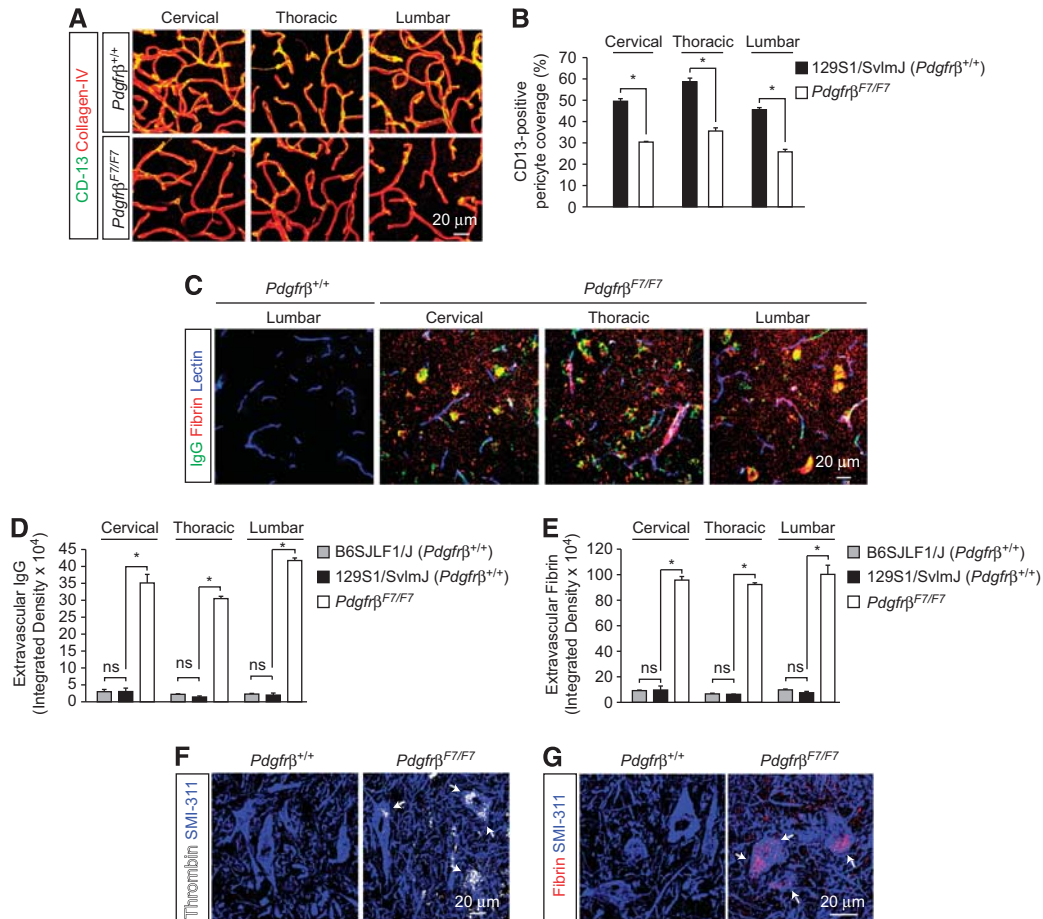 A
Cervical Thoracic Lumbar
CD-13 Collagen-IV
Pdgfrβ+/+
PdgfrβF7/F7
20 μm
B
Cervical Thoracic Lumbar
CD13-positive
pericyte coverage (%)
70
60
50
40
30
20
10
0
* * *
129S1/SvImJ (Pdgfrβ+/+)
PdgfrβF7/F7
C
Pdgfrβ+/+ PdgfrβF7/F7
Lumbar Cervical Thoracic Lumbar
IgG Fibrin Lectin
20 μm
D
Cervical Thoracic Lumbar
Extravascular IgG
(Integrated Density x 10⁴)
45
40
35
30
25
20
15
10
5
0
* * *
ns ns ns
B6SJLF1/J (Pdgfrβ+/+)
129S1/SvImJ (Pdgfrβ+/+)
PdgfrβF7/F7
E
Cervical Thoracic Lumbar
Extravascular Fibrin
(Integrated Density x 10⁴)
120
100
80
60
40
20
0
* * *
ns ns ns
B6SJLF1/J (Pdgfrβ+/+)
129S1/SvImJ (Pdgfrβ+/+)
PdgfrβF7/F7
F
Pdgfrβ+/+ PdgfrβF7/F7
Thrombin SMI-311
20 μm
G
Pdgfrβ+/+ PdgfrβF7/F7
Fibrin SMI-311
20 μm